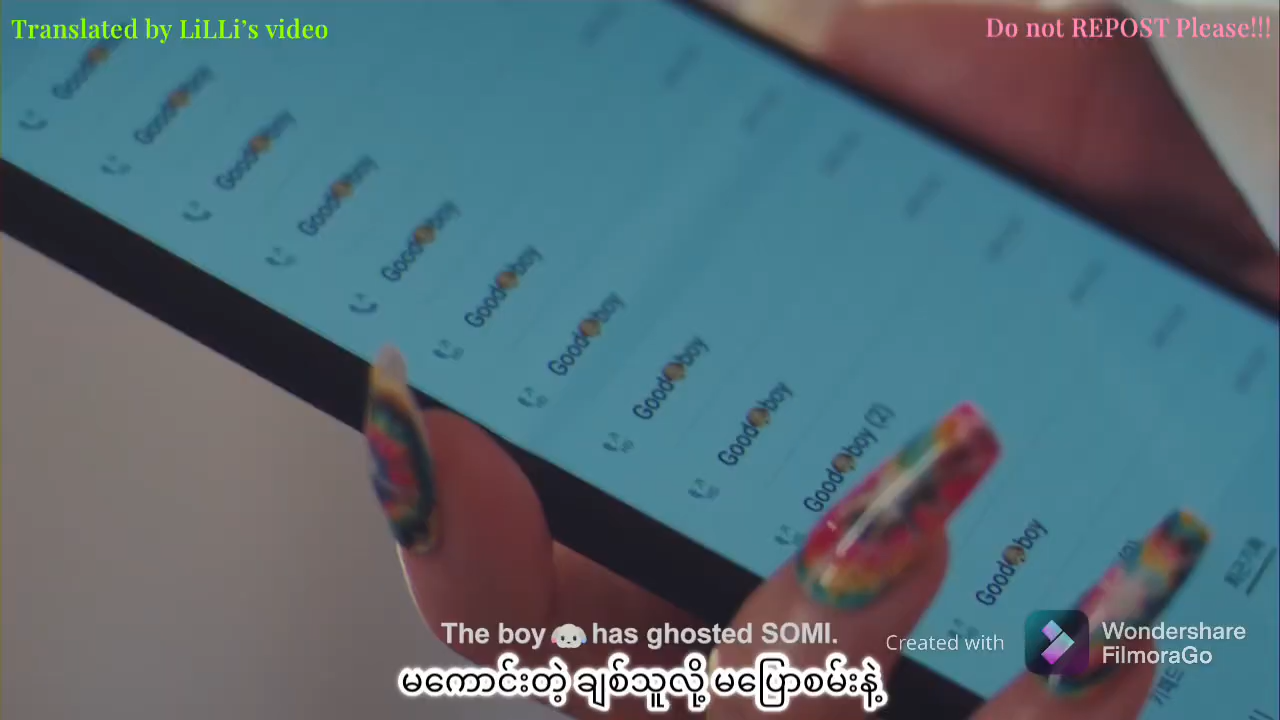 Translated by LiLLi's video
Do not REPOST Please!!!
Good boy
Good boy
Good boy
Good boy
Good boy
Good boy
Good boy
Good boy
Good boy
Good boy (2)
Good boy
The boy has ghosted SOMI.
မကောင်းတဲ့ ချစ်သူလို့ မပြောစမ်းနဲ့
Created with
Wondershare
FilmoraGo